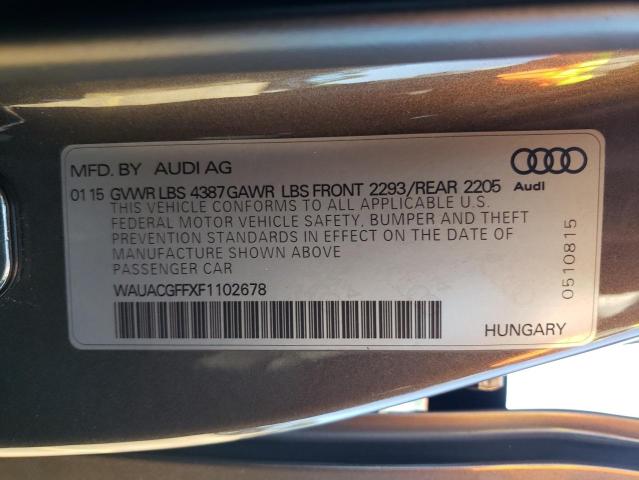 MFD. BY AUDI AG
01 15 GVWR LBS 4387 GAWR LBS FRONT 2293/REAR 2205
Audi
THIS VEHICLE CONFORMS TO ALL APPLICABLE U.S.
FEDERAL MOTOR VEHICLE SAFETY, BUMPER AND THEFT
PREVENTION STANDARDS IN EFFECT ON THE DATE OF
MANUFACTURE SHOWN ABOVE
PASSENGER CAR
WAUACGFFXF1102678
0510815
HUNGARY